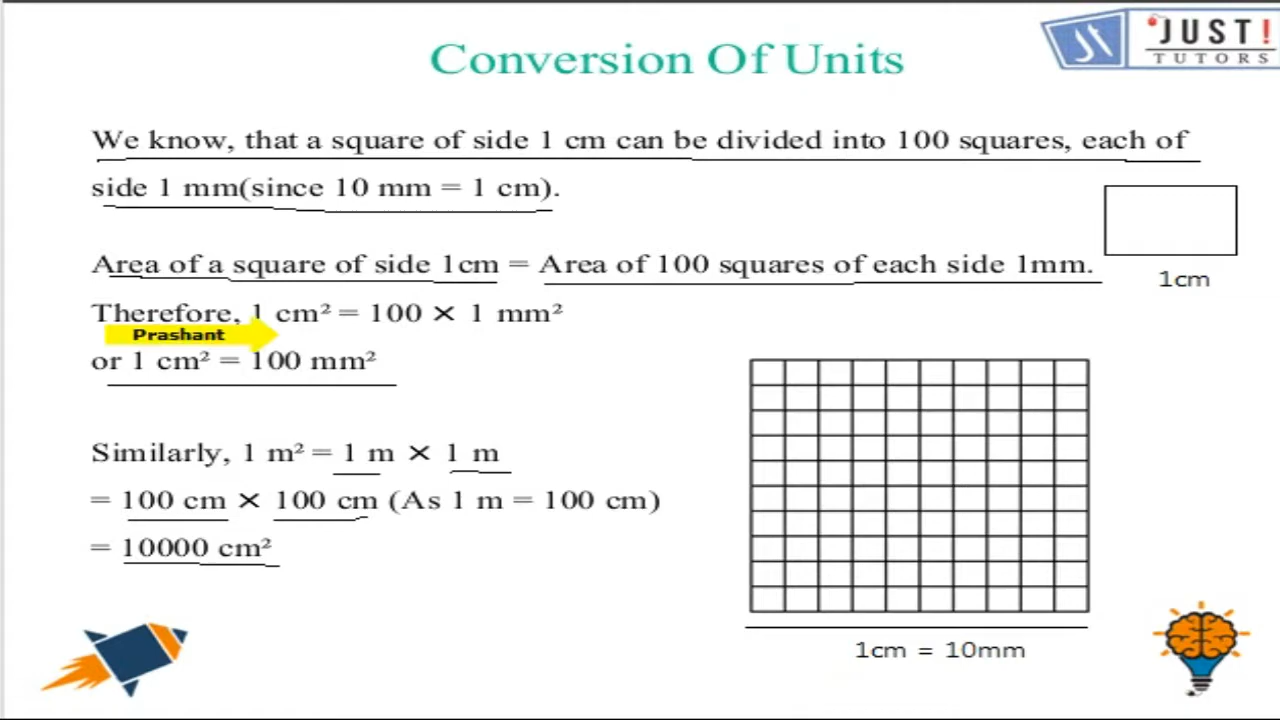 Conversion Of Units
JUST!
TUTORS
We know, that a square of side 1 cm can be divided into 100 squares, each of
side 1 mm(since 10 mm = 1 cm).
1cm
Area of a square of side 1cm = Area of 100 squares of each side 1mm.
Therefore, 1 cm² = 100 × 1 mm²
Prashant
or 1 cm² = 100 mm²
Similarly, 1 m² = 1 m × 1 m
= 100 cm × 100 cm (As 1 m = 100 cm)
= 10000 cm²
1cm = 10mm